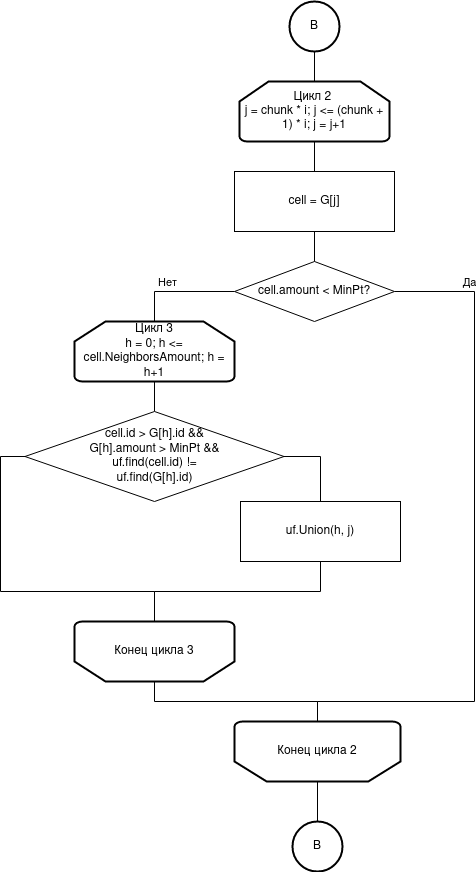 B
Цикл 2
j = chunk * i; j <= (chunk +
1) * i; j = j+1
cell = G[j]
cell.amount < MinPt?
Нет
Да
Цикл 3
h = 0; h <=
cell.NeighborsAmount; h =
h+1
cell.id > G[h].id &&
G[h].amount > MinPt &&
uf.find(cell.id) !=
uf.find(G[h].id)
uf.Union(h, j)
Конец цикла 3
Конец цикла 2
B